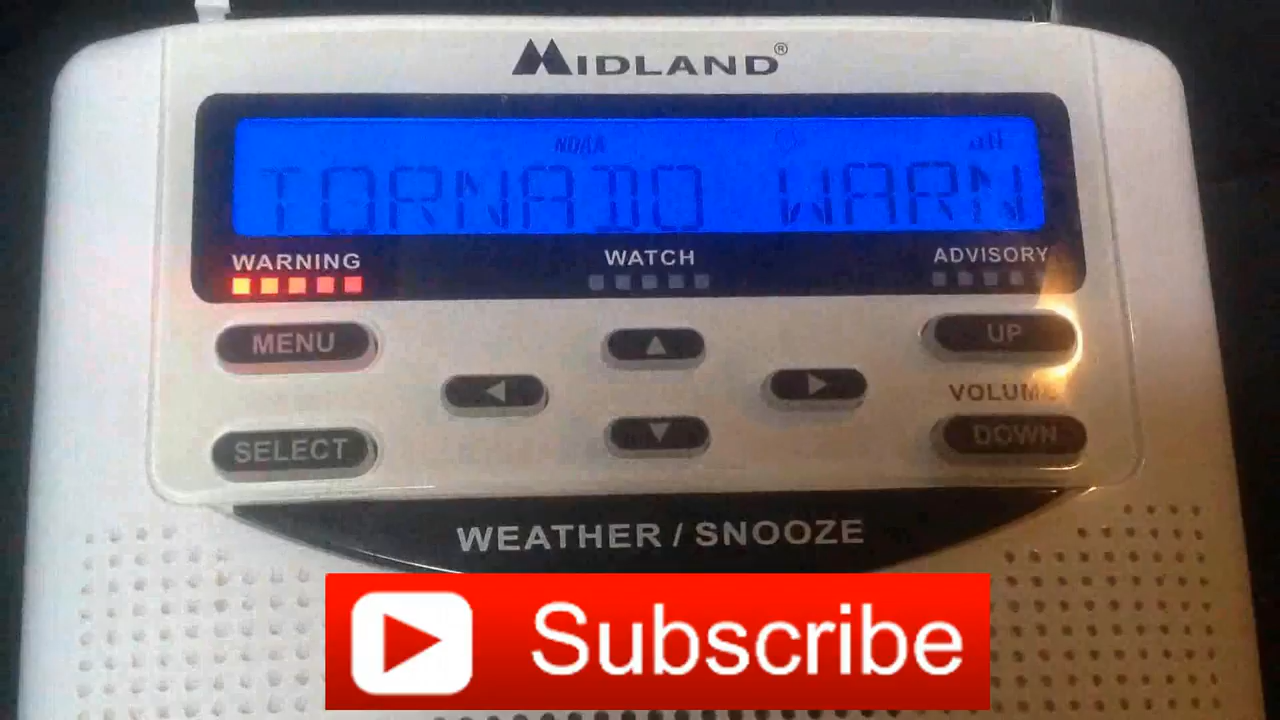 MIDLAND®
NOAA
TORNADO WARN
WARNING WATCH ADVISORY
MENU UP
VOLUME
SELECT DOWN
WEATHER / SNOOZE
Subscribe